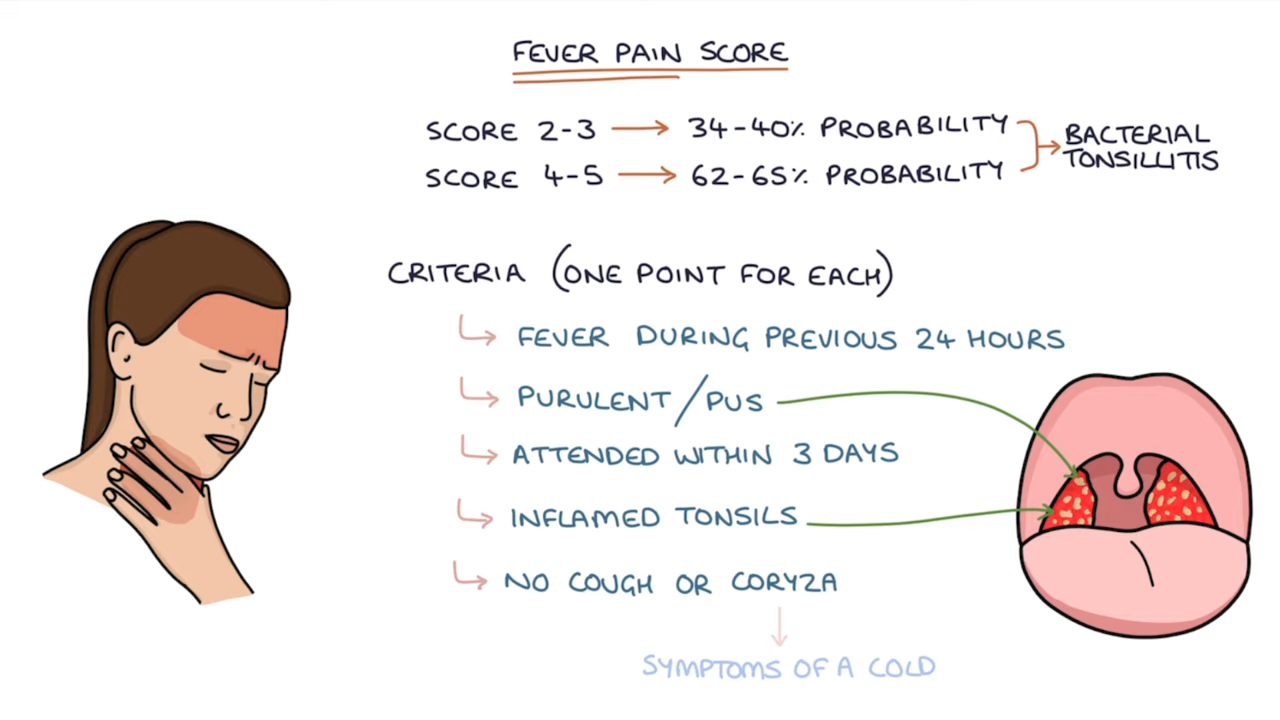 FEVER PAIN SCORE
SCORE 2-3 → 34-40% PROBABILITY
SCORE 4-5 → 62-65% PROBABILITY
BACTERIAL
TONSILLITIS
CRITERIA (ONE POINT FOR EACH)
FEVER DURING PREVIOUS 24 HOURS
PURULENT/PUS
ATTENDED WITHIN 3 DAYS
INFLAMED TONSILS
NO COUGH OR CORYZA
SYMPTOMS OF A COLD